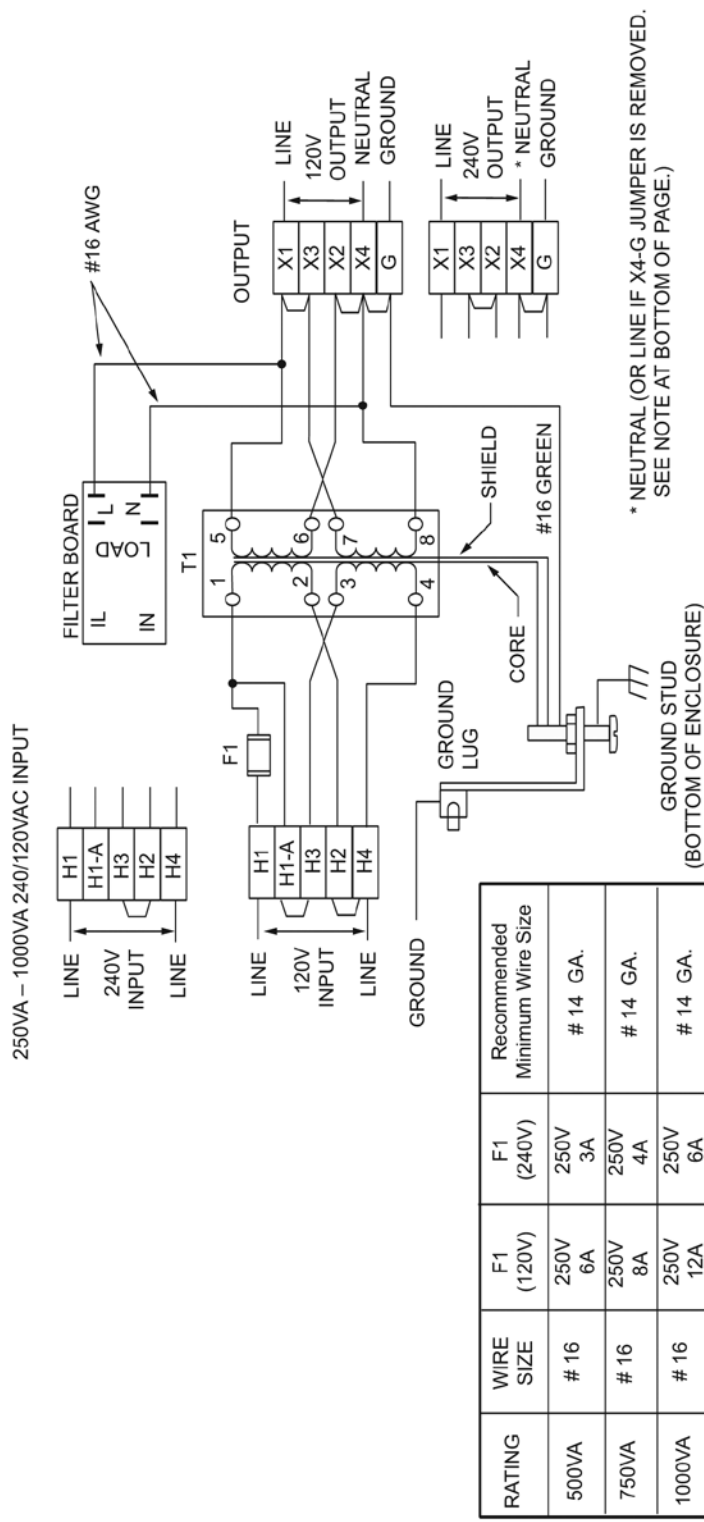 250VA – 1000VA 240/120VAC INPUT
LINE
240V
INPUT
LINE
H1
H1-A
H3
H2
H4
LINE
120V
INPUT
LINE
H1
H1-A
H3
H2
H4
F1
GROUND
GROUND
LUG
FILTER BOARD
IL
IN
LOAD
L
N
#16 AWG
T1
1
2
3
4
5
6
7
8
CORE
SHIELD
#16 GREEN
OUTPUT
X1
X3
X2
X4
G
LINE
120V
OUTPUT
NEUTRAL
GROUND
X1
X3
X2
X4
G
LINE
240V
OUTPUT
* NEUTRAL
GROUND
GROUND STUD
(BOTTOM OF ENCLOSURE)
* NEUTRAL (OR LINE IF X4-G JUMPER IS REMOVED.
SEE NOTE AT BOTTOM OF PAGE.)
RATING
WIRE
SIZE
F1
(120V)
F1
(240V)
Recommended
Minimum Wire Size
500VA
# 16
250V
6A
250V
3A
# 14 GA.
750VA
# 16
250V
8A
250V
4A
# 14 GA.
1000VA
# 16
250V
12A
250V
6A
# 14 GA.